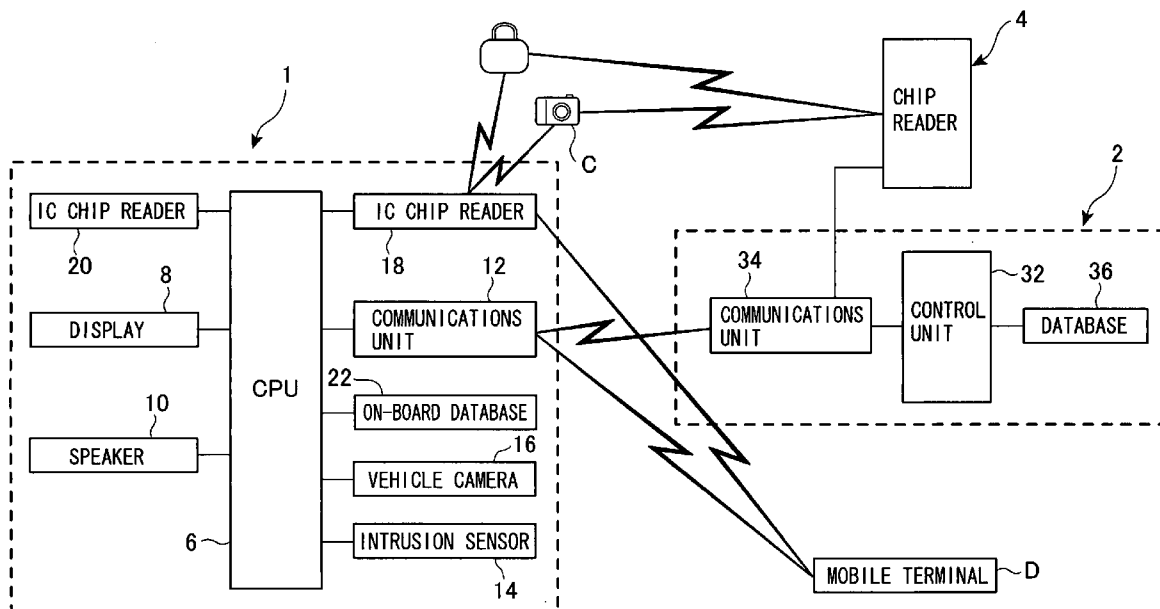 1
4
CHIP
READER
C
2
IC CHIP READER
20
IC CHIP READER
18
8
DISPLAY
12
COMMUNICATIONS
UNIT
34
COMMUNICATIONS
UNIT
CONTROL
UNIT
32
36
DATABASE
CPU
22
ON-BOARD DATABASE
10
SPEAKER
16
VEHICLE CAMERA
6
INTRUSION SENSOR
14
MOBILE TERMINAL
D